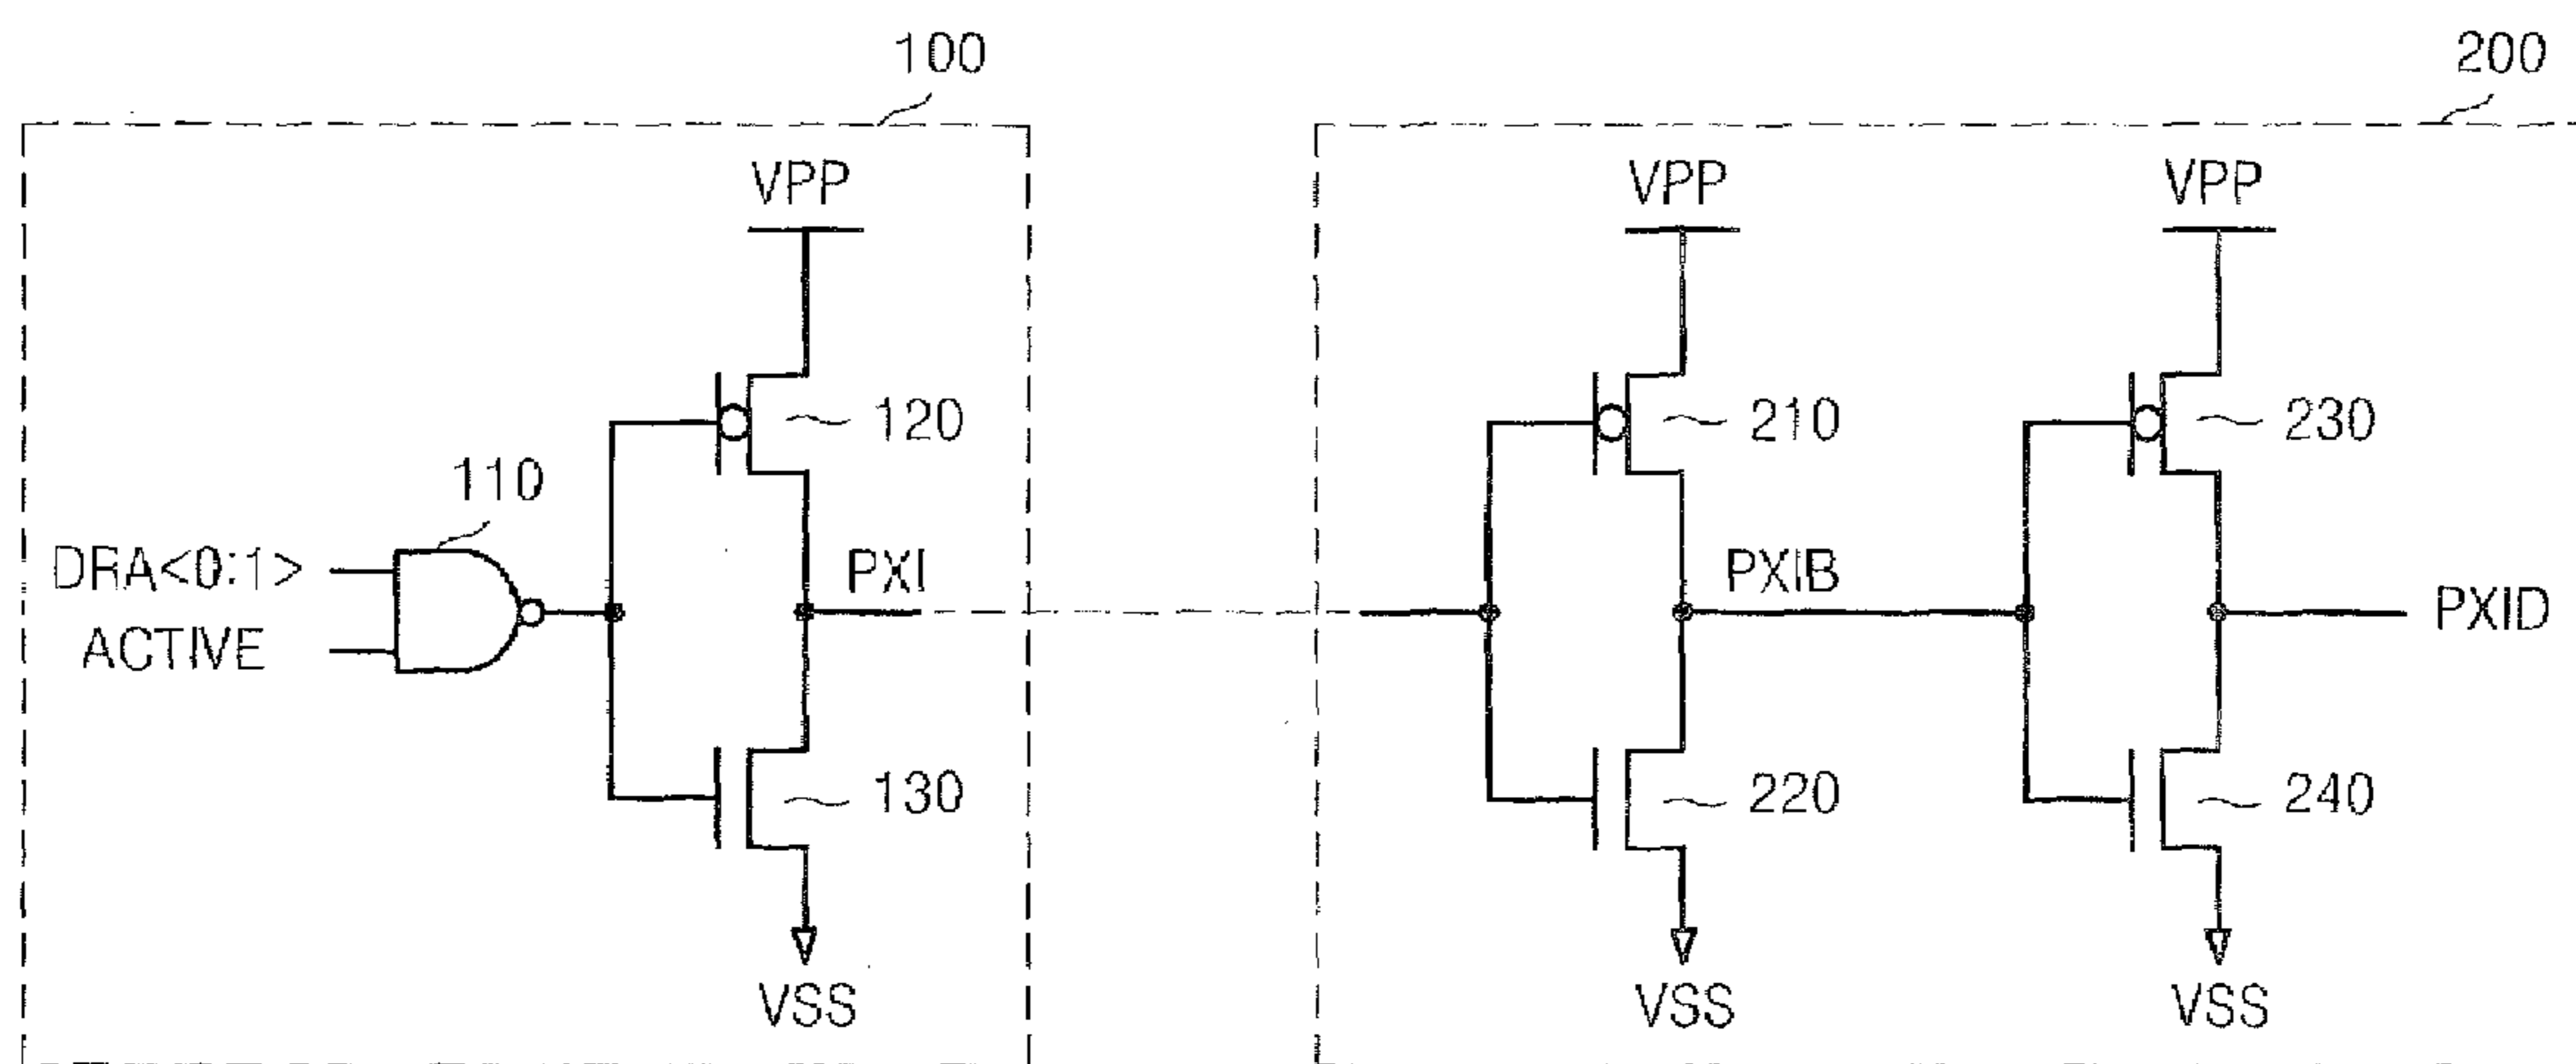 100
200
VPP
VPP
VPP
120
210
230
110
DRA<0:1>
PXI
PXIB
PXID
ACTIVE
130
220
240
VSS
VSS
VSS